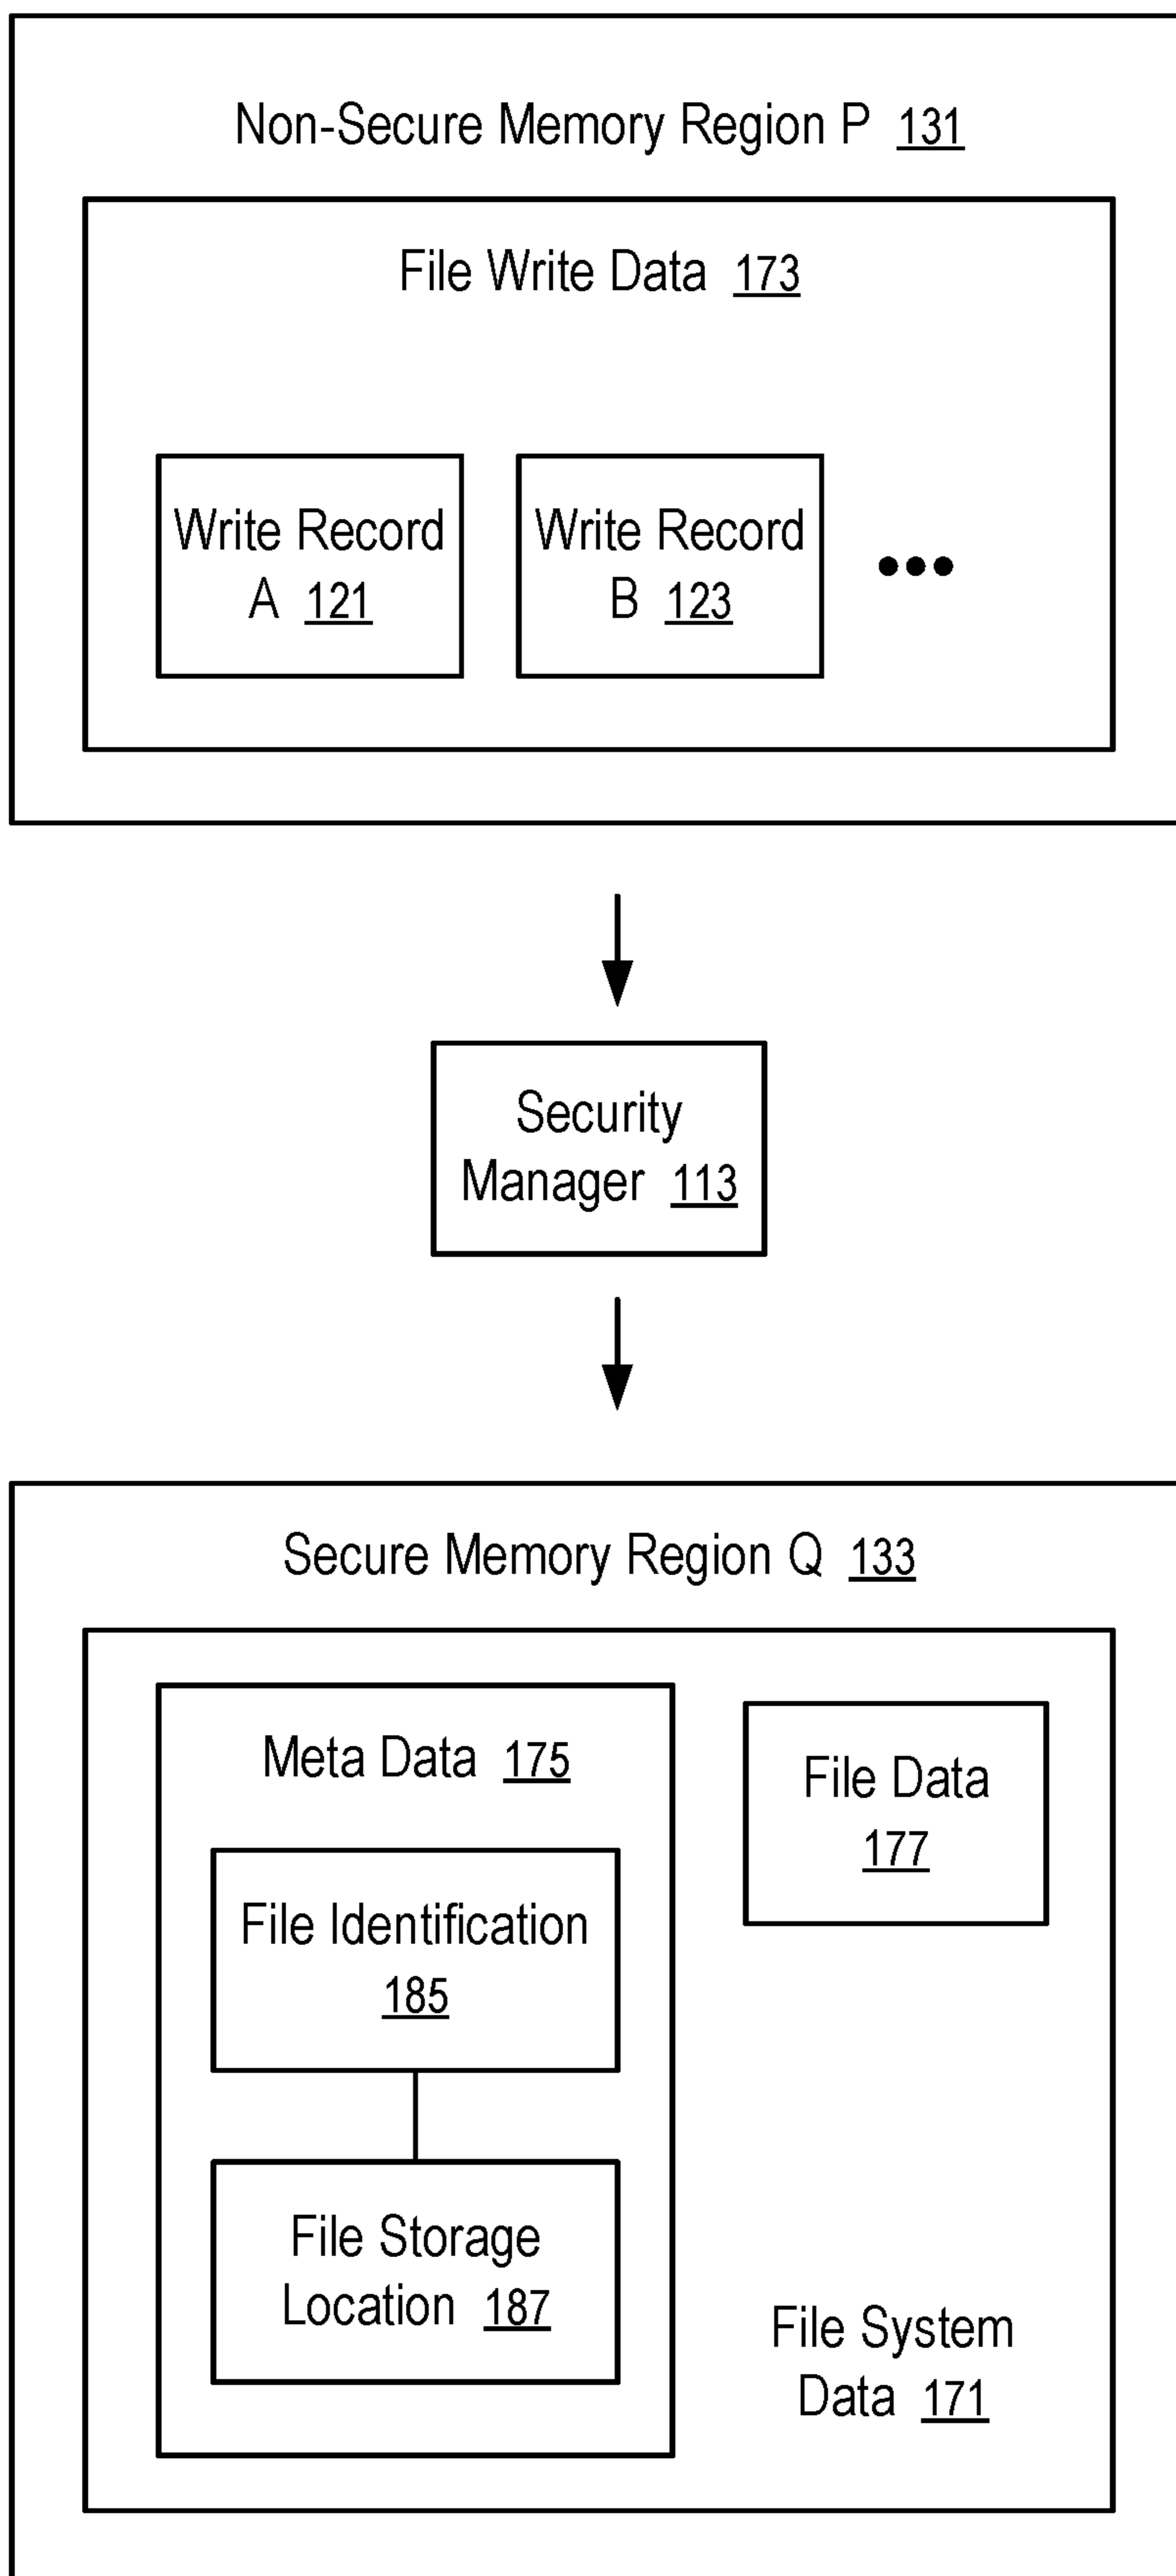 Non-Secure Memory Region P 131
File Write Data 173
Write Record
A 121
Write Record
B 123
•••
Security
Manager 113
Secure Memory Region Q 133
Meta Data 175
File Identification
185
File Storage
Location 187
File Data
177
File System
Data 171